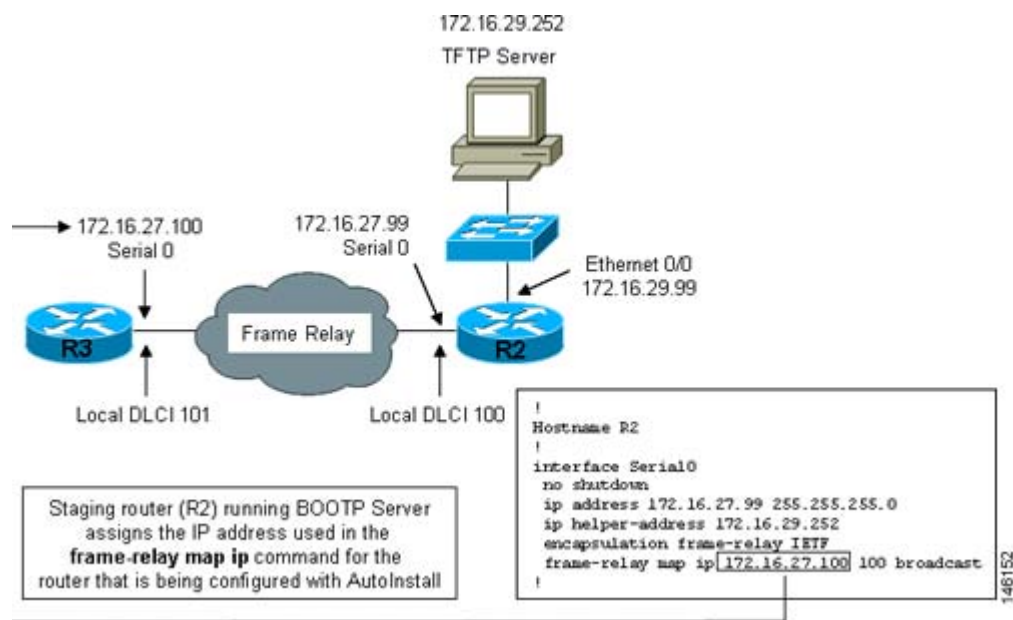 172.16.29.252
TFTP Server
172.16.27.100
Serial 0
172.16.27.99
Serial 0
Ethernet 0/0
172.16.29.99
R3
Frame Relay
R2
Local DLCI 101
Local DLCI 100
Staging router (R2) running BOOTP Server
assigns the IP address used in the
frame-relay map ip command for the
router that is being configured with AutoInstall
!
Hostname R2
!
interface Serial0
no shutdown
ip address 172.16.27.99 255.255.255.0
ip helper-address 172.16.29.252
encapsulation frame-relay IETF
frame-relay map ip 172.16.27.100 100 broadcast
!
146152